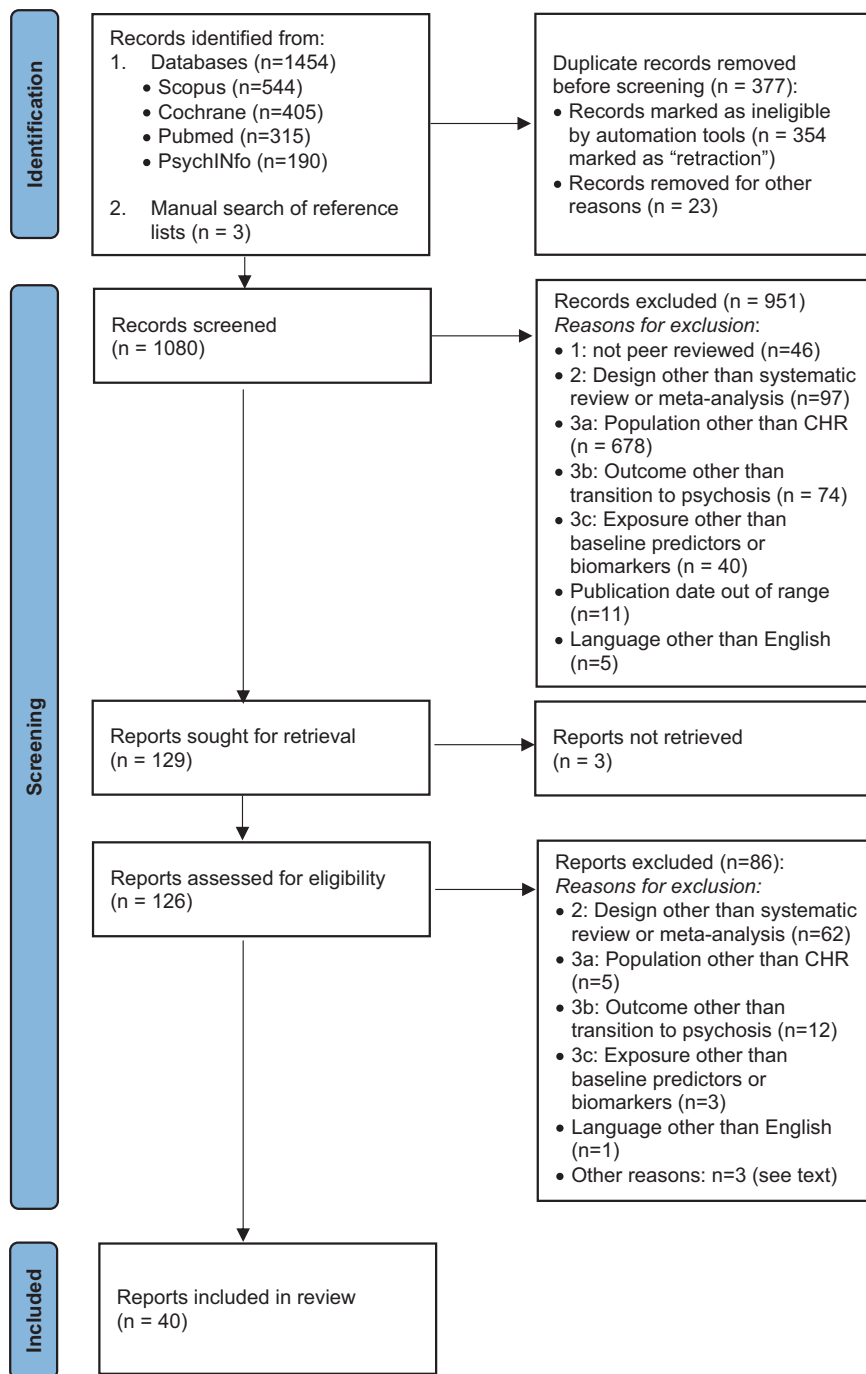 Identification
Records identified from:
1. Databases (n=1454)
• Scopus (n=544)
• Cochrane (n=405)
• Pubmed (n=315)
• PsychINfo (n=190)
2. Manual search of reference
lists (n = 3)
Duplicate records removed
before screening (n = 377):
• Records marked as ineligible
by automation tools (n = 354
marked as “retraction”)
• Records removed for other
reasons (n = 23)
Screening
Records screened
(n = 1080)
Records excluded (n = 951)
Reasons for exclusion:
• 1: not peer reviewed (n=46)
• 2: Design other than systematic
review or meta-analysis (n=97)
• 3a: Population other than CHR
(n = 678)
• 3b: Outcome other than
transition to psychosis (n = 74)
• 3c: Exposure other than
baseline predictors or
biomarkers (n = 40)
• Publication date out of range
(n=11)
• Language other than English
(n=5)
Reports sought for retrieval
(n = 129)
Reports not retrieved
(n = 3)
Reports assessed for eligibility
(n = 126)
Reports excluded (n=86):
Reasons for exclusion:
• 2: Design other than systematic
review or meta-analysis (n=62)
• 3a: Population other than CHR
(n=5)
• 3b: Outcome other than
transition to psychosis (n=12)
• 3c: Exposure other than
baseline predictors or
biomarkers (n=3)
• Language other than English
(n=1)
• Other reasons: n=3 (see text)
Included
Reports included in review
(n = 40)